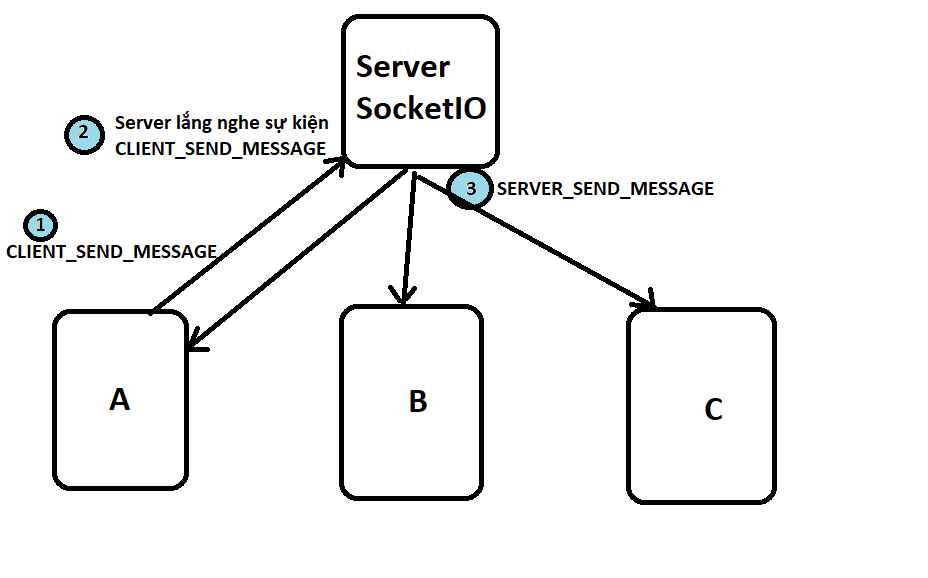 Server
SocketIO
2
Server lắng nghe sự kiện
CLIENT_SEND_MESSAGE
3
SERVER_SEND_MESSAGE
1
CLIENT_SEND_MESSAGE
A
B
C